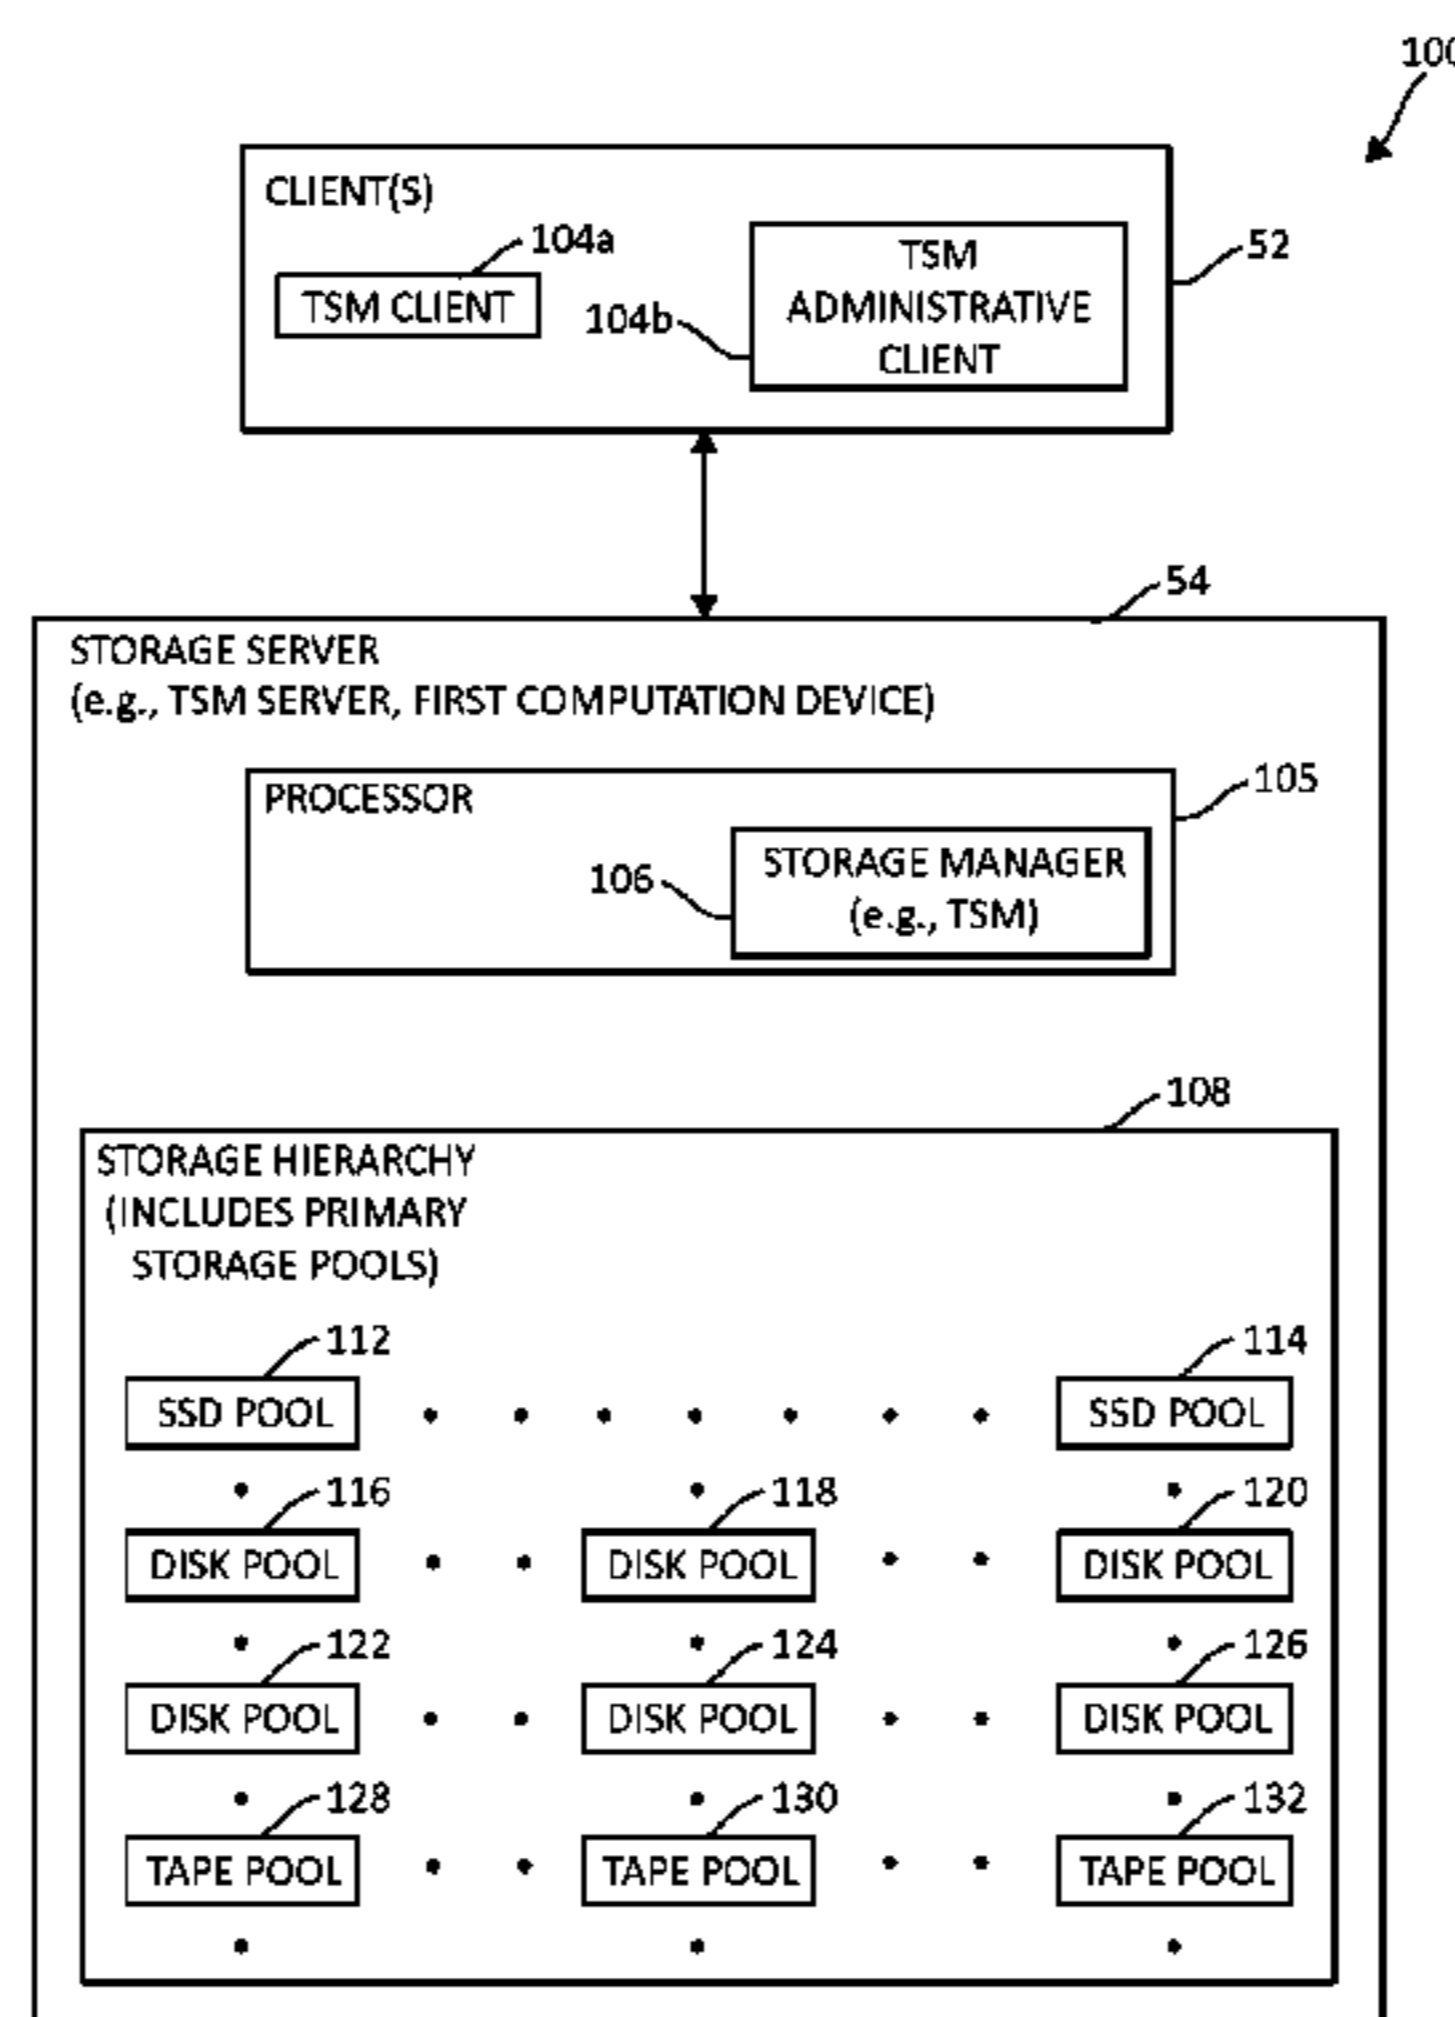 100
CLIENT(S)
104a
TSM CLIENT
104b
TSM
ADMINISTRATIVE
CLIENT
52
54
STORAGE SERVER
(e.g., TSM SERVER, FIRST COMPUTATION DEVICE)
105
PROCESSOR
106
STORAGE MANAGER
(e.g., TSM)
108
STORAGE HIERARCHY
(INCLUDES PRIMARY
STORAGE POOLS)
112 114
SSD POOL SSD POOL
116 118 120
DISK POOL DISK POOL DISK POOL
122 124 126
DISK POOL DISK POOL DISK POOL
128 130 132
TAPE POOL TAPE POOL TAPE POOL